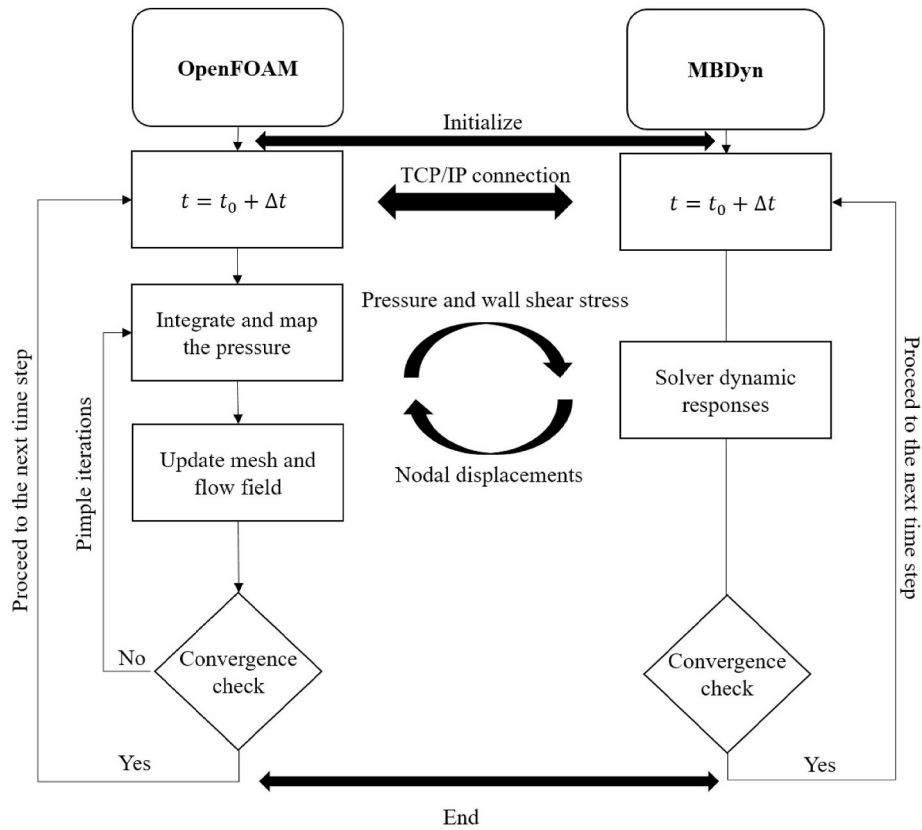 OpenFOAM
MBDyn
Initialize
TCP/IP connection
t = t₀ + Δt
t = t₀ + Δt
Pressure and wall shear stress
Integrate and map
the pressure
Solver dynamic
responses
Update mesh and
flow field
Nodal displacements
Proceed to the next time step
Pimple iterations
Proceed to the next time step
No
Convergence
check
Convergence
check
Yes
Yes
End